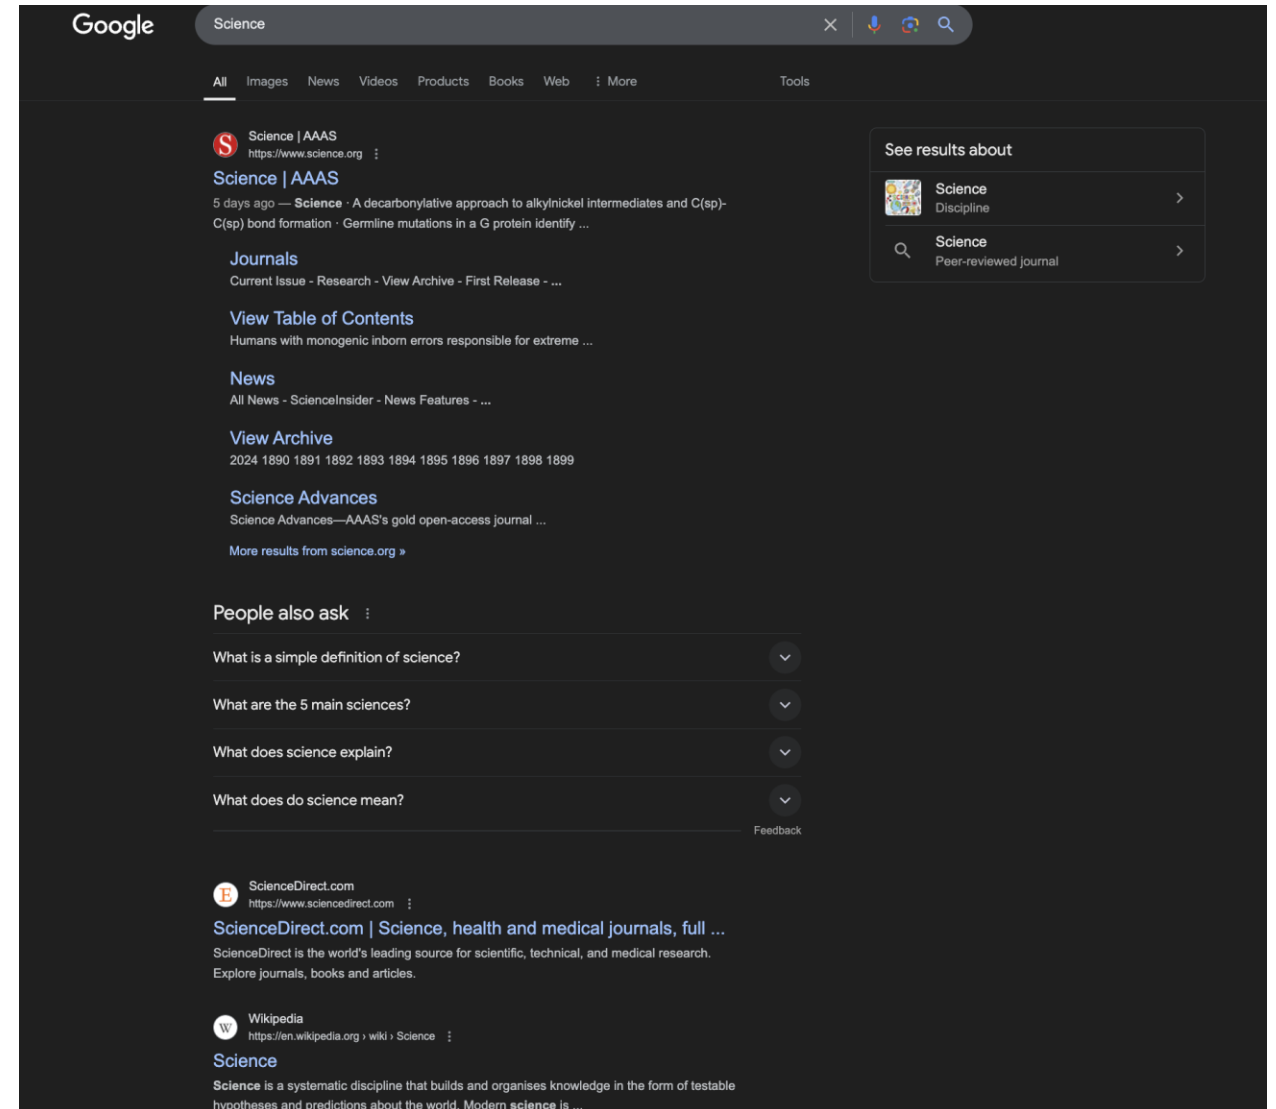 Google
Science
All Images News Videos Products Books Web More Tools
S
Science | AAAS
https://www.science.org
Science | AAAS
5 days ago — Science · A decarbonylative approach to alkylnickel intermediates and C(sp)-
C(sp) bond formation · Germline mutations in a G protein identify ...
Journals
Current Issue - Research - View Archive - First Release - ...
View Table of Contents
Humans with monogenic inborn errors responsible for extreme ...
News
All News - ScienceInsider - News Features - ...
View Archive
2024 1890 1891 1892 1893 1894 1895 1896 1897 1898 1899
Science Advances
Science Advances—AAAS's gold open-access journal ...
More results from science.org »
See results about
Science
Discipline
Science
Peer-reviewed journal
People also ask
What is a simple definition of science?
What are the 5 main sciences?
What does science explain?
What does do science mean?
Feedback
E
ScienceDirect.com
https://www.sciencedirect.com
ScienceDirect.com | Science, health and medical journals, full ...
ScienceDirect is the world's leading source for scientific, technical, and medical research.
Explore journals, books and articles.
W
Wikipedia
https://en.wikipedia.org › wiki › Science
Science
Science is a systematic discipline that builds and organises knowledge in the form of testable
hypotheses and predictions about the world. Modern science is ...